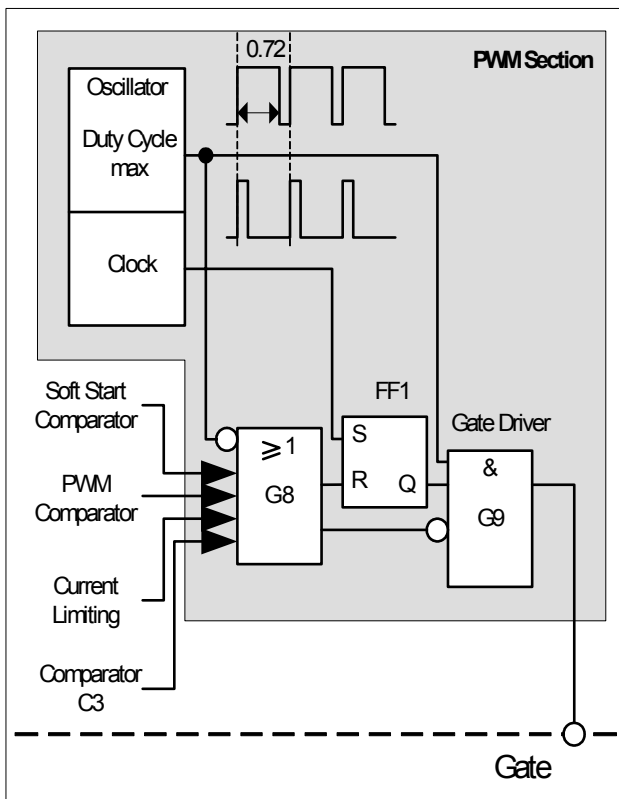 0.72
PWM Section
Oscillator
Duty Cycle
max
Clock
Soft Start
Comparator
FF1
Gate Driver
S
≥1
&
PWM
Comparator
G8
R
Q
G9
Current
Limiting
Comparator
C3
Gate